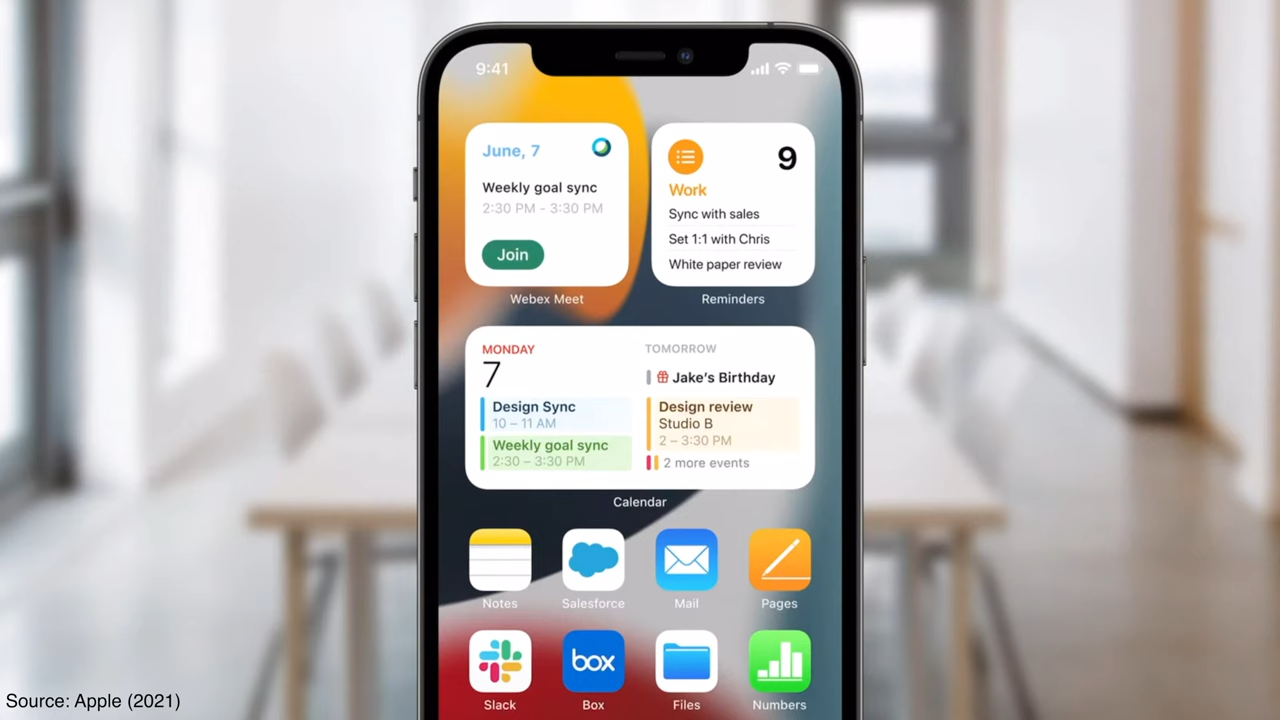 9:41
June, 7
Weekly goal sync
2:30 PM - 3:30 PM
Join
Webex Meet
9
Work
Sync with sales
Set 1:1 with Chris
White paper review
Reminders
MONDAY
7
Design Sync
10 – 11 AM
Weekly goal sync
2:30 – 3:30 PM
TOMORROW
Jake's Birthday
Design review
Studio B
2 – 3:30 PM
2 more events
Calendar
Notes
Salesforce
Mail
Pages
box
Slack
Box
Files
Numbers
Source: Apple (2021)